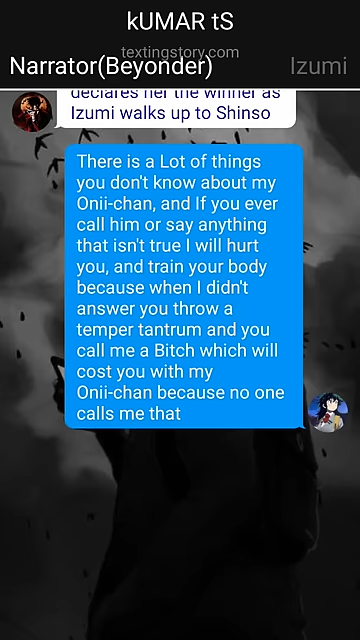 kUMAR tS
textingstory.com
Narrator(Beyonder) Izumi
declares her the winner as
Izumi walks up to Shinso
There is a Lot of things
you don't know about my
Onii-chan, and If you ever
call him or say anything
that isn't true I will hurt
you, and train your body
because when I didn't
answer you throw a
temper tantrum and you
call me a Bitch which will
cost you with my
Onii-chan because no one
calls me that